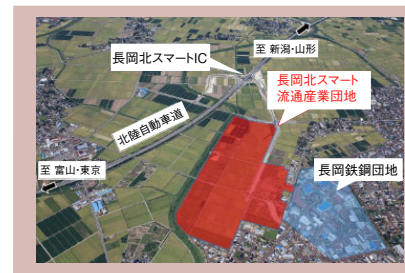 至 新潟・山形
長岡北スマートIC
長岡北スマート
流通産業団地
北陸自動車道
至 富山・東京
長岡鉄鋼団地